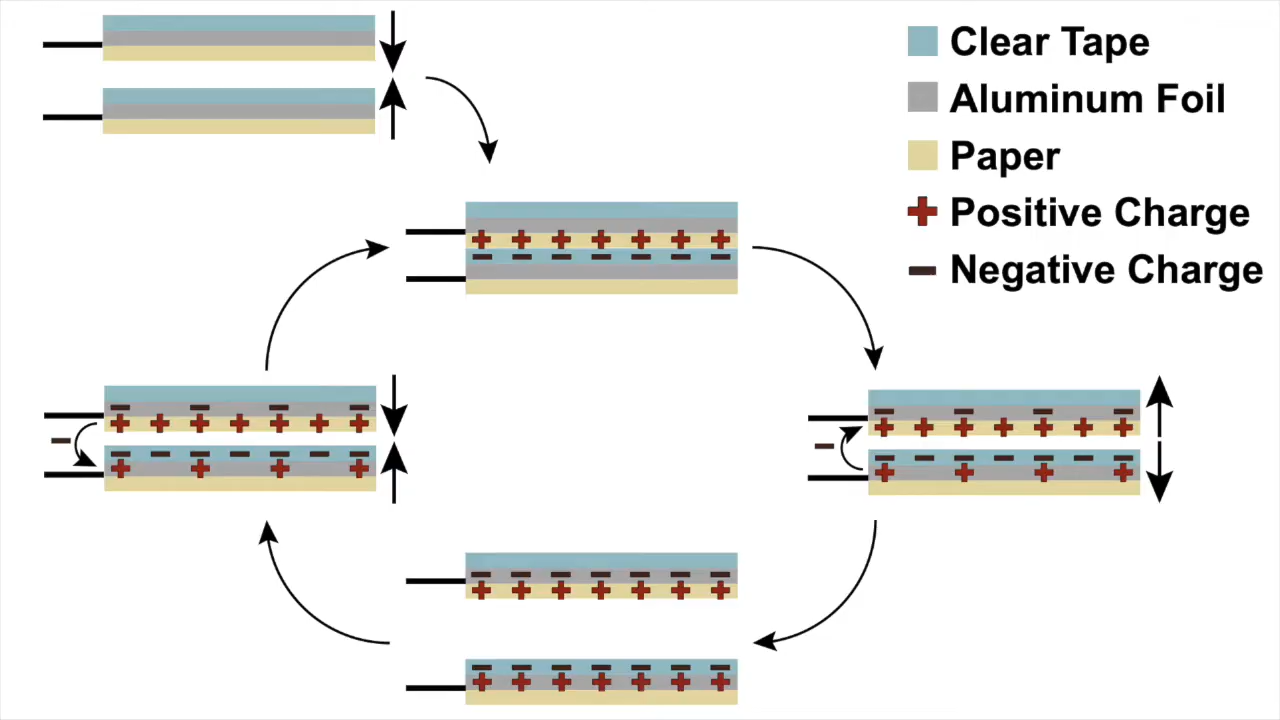 Clear Tape
Aluminum Foil
Paper
Positive Charge
Negative Charge